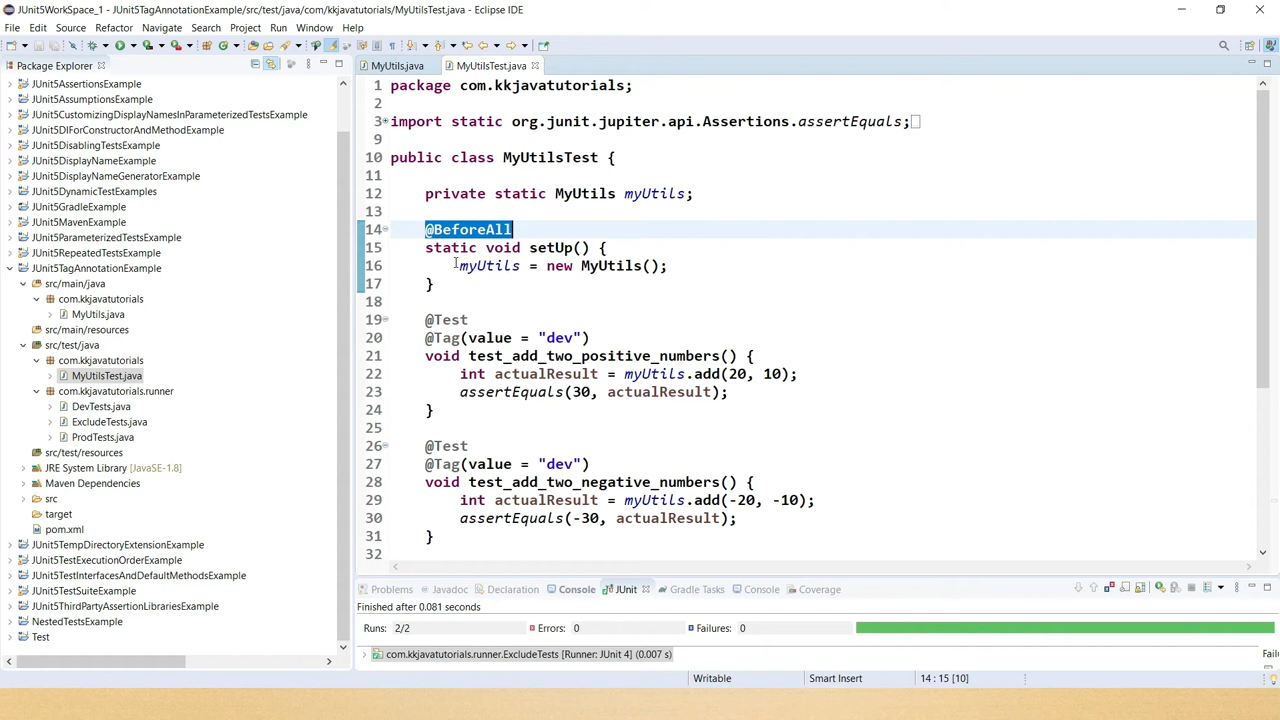 JUnit5WorkSpace_1 - JUnit5TagAnnotationExample/src/test/java/com/kkjavatutorials/MyUtilsTest.java - Eclipse IDE
File Edit Source Refactor Navigate Search Project Run Window Help
Package Explorer
JUnit5AssertionsExample
JUnit5AssumptionsExample
JUnit5CustomizingDisplayNamesInParameterizedTestsExample
JUnit5DIForConstructorAndMethodExample
JUnit5DisablingTestsExample
JUnit5DisplayNameExample
JUnit5DisplayNameGeneratorExample
JUnit5DynamicTestExamples
JUnit5GradleExample
JUnit5MavenExample
JUnit5ParameterizedTestsExample
JUnit5RepeatedTestsExample
JUnit5TagAnnotationExample
src/main/java
com.kkjavatutorials
MyUtils.java
src/main/resources
src/test/java
com.kkjavatutorials
MyUtilsTest.java
com.kkjavatutorials.runner
DevTests.java
ExcludeTests.java
ProdTests.java
src/test/resources
JRE System Library [JavaSE-1.8]
Maven Dependencies
src
target
pom.xml
JUnit5TempDirectoryExtensionExample
JUnit5TestExecutionOrderExample
JUnit5TestInterfacesAndDefaultMethodsExample
JUnit5TestSuiteExample
JUnit5ThirdPartyAssertionLibrariesExample
NestedTestsExample
Test
MyUtils.java MyUtilsTest.java
1 package com.kkjavatutorials;
2
3 import static org.junit.jupiter.api.Assertions.assertEquals;
9
10 public class MyUtilsTest {
11
12 private static MyUtils myUtils;
13
14 @BeforeAll
15 static void setUp() {
16 myUtils = new MyUtils();
17 }
18
19 @Test
20 @Tag(value = "dev")
21 void test_add_two_positive_numbers() {
22 int actualResult = myUtils.add(20, 10);
23 assertEquals(30, actualResult);
24 }
25
26 @Test
27 @Tag(value = "dev")
28 void test_add_two_negative_numbers() {
29 int actualResult = myUtils.add(-20, -10);
30 assertEquals(-30, actualResult);
31 }
32
Problems Javadoc Declaration Console JUnit Gradle Tasks Console Coverage
Finished after 0.081 seconds
Runs: 2/2 Errors: 0 Failures: 0
com.kkjavatutorials.runner.ExcludeTests [Runner: JUnit 4] (0.007 s)
Writable Smart Insert 14 : 15 [10]